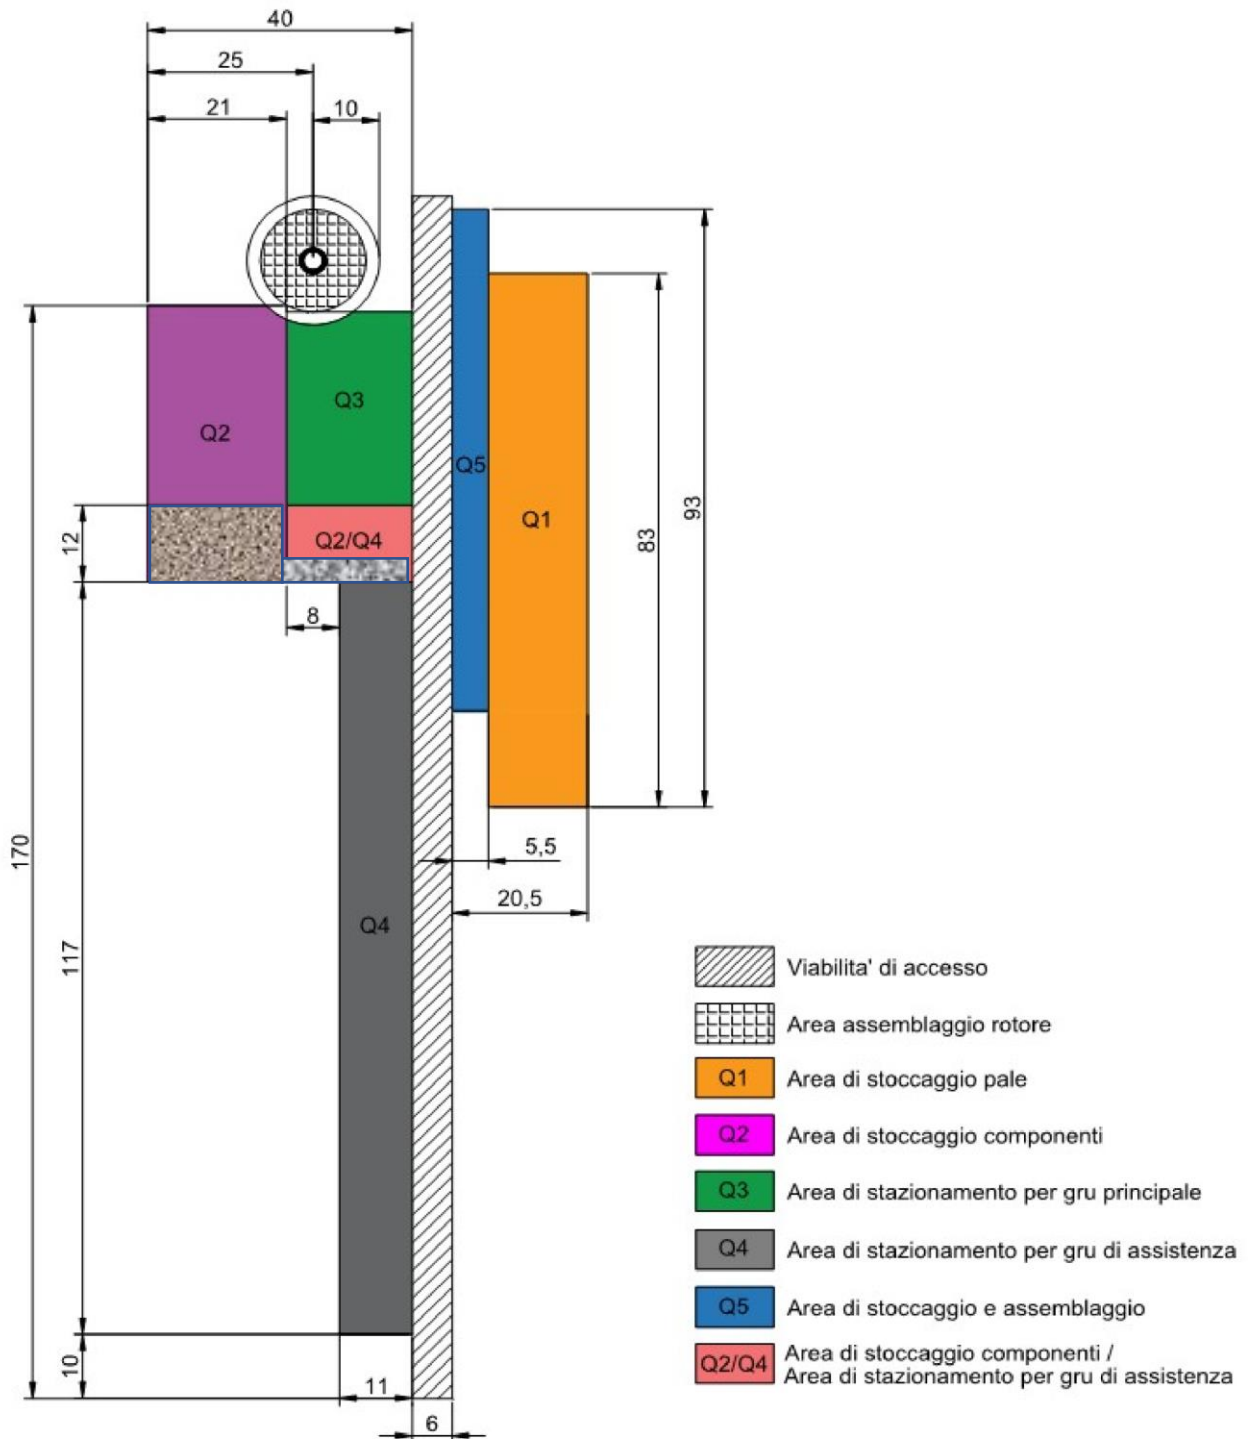 40
25
21
10
Q3
Q2
Q5
Q1
93
83
12
Q2/Q4
8
170
5,5
20,5
117
Q4
10
11
6
Viabilita' di accesso
Area assemblaggio rotore
Q1 Area di stoccaggio pale
Q2 Area di stoccaggio componenti
Q3 Area di stazionamento per gru principale
Q4 Area di stazionamento per gru di assistenza
Q5 Area di stoccaggio e assemblaggio
Q2/Q4 Area di stoccaggio componenti /
Area di stazionamento per gru di assistenza